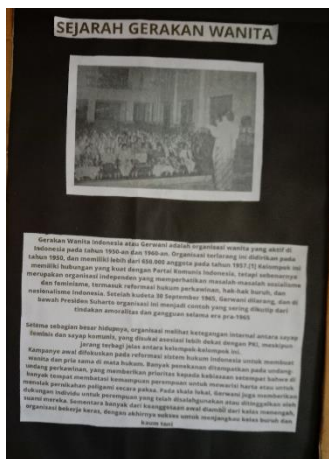 SEJARAH GERAKAN WANITA
Gerakan Wanita Indonesia atau Gerwani adalah organisasi wanita yang aktif di
Indonesia pada tahun 1950-an dan 1960-an. Organisasi terlarang ini didirikan pada
tahun 1950, dan memiliki lebih dari 650.000 anggota pada tahun 1957.[1] Kelompok ini
memiliki hubungan yang kuat dengan Partai Komunis Indonesia, tetapi sebenarnya
merupakan organisasi independen yang memperhatikan masalah-masalah sosialisme
dan feminisme, termasuk reformasi hukum perkawinan, hak-hak buruh, dan
nasionalisme Indonesia. Setelah kudeta 30 September 1965, Gerwani dilarang, dan di
bawah Presiden Suharto organisasi ini menjadi contoh yang sering dikutip dari
tindakan amoralitas dan gangguan selama era pra-1965
Selama sebagian besar hidupnya, organisasi melihat ketegangan internal antara sayap
feminis dan sayap komunis, yang disukai asosiasi lebih dekat dengan PKI, meskipun
jarang terbagi jelas antara kelompok-kelompok ini.
Kampanye awal difokuskan pada reformasi sistem hukum Indonesia untuk membuat
wanita dan pria sama di mata hukum. Banyak penekanan ditempatkan pada undang-
undang perkawinan, yang memberikan prioritas kepada kebiasaan setempat bahwa di
banyak tempat membatasi kemampuan perempuan untuk mewarisi harta atau untuk
menolak pernikahan poligami secara paksa. Pada skala lokal, Gerwani juga memberikan
dukungan individu untuk perempuan yang telah disalahgunakan atau ditinggalkan oleh
suami mereka. Sementara banyak dari keanggotaan awal diambil dari kelas menengah,
organisasi bekerja keras, dengan akhirnya sukses untuk menjangkau kelas buruh dan
kaum tani